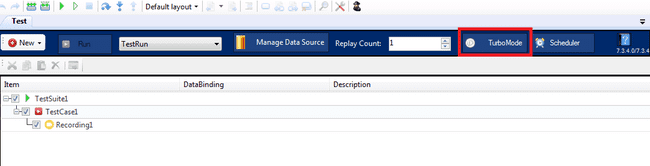 Default layout
Test
New Run TestRun Manage Data Source Replay Count: 1 TurboMode Scheduler ?
7.3.4.0/7.3.4
Item DataBinding Description
TestSuite1
TestCase1
Recording1